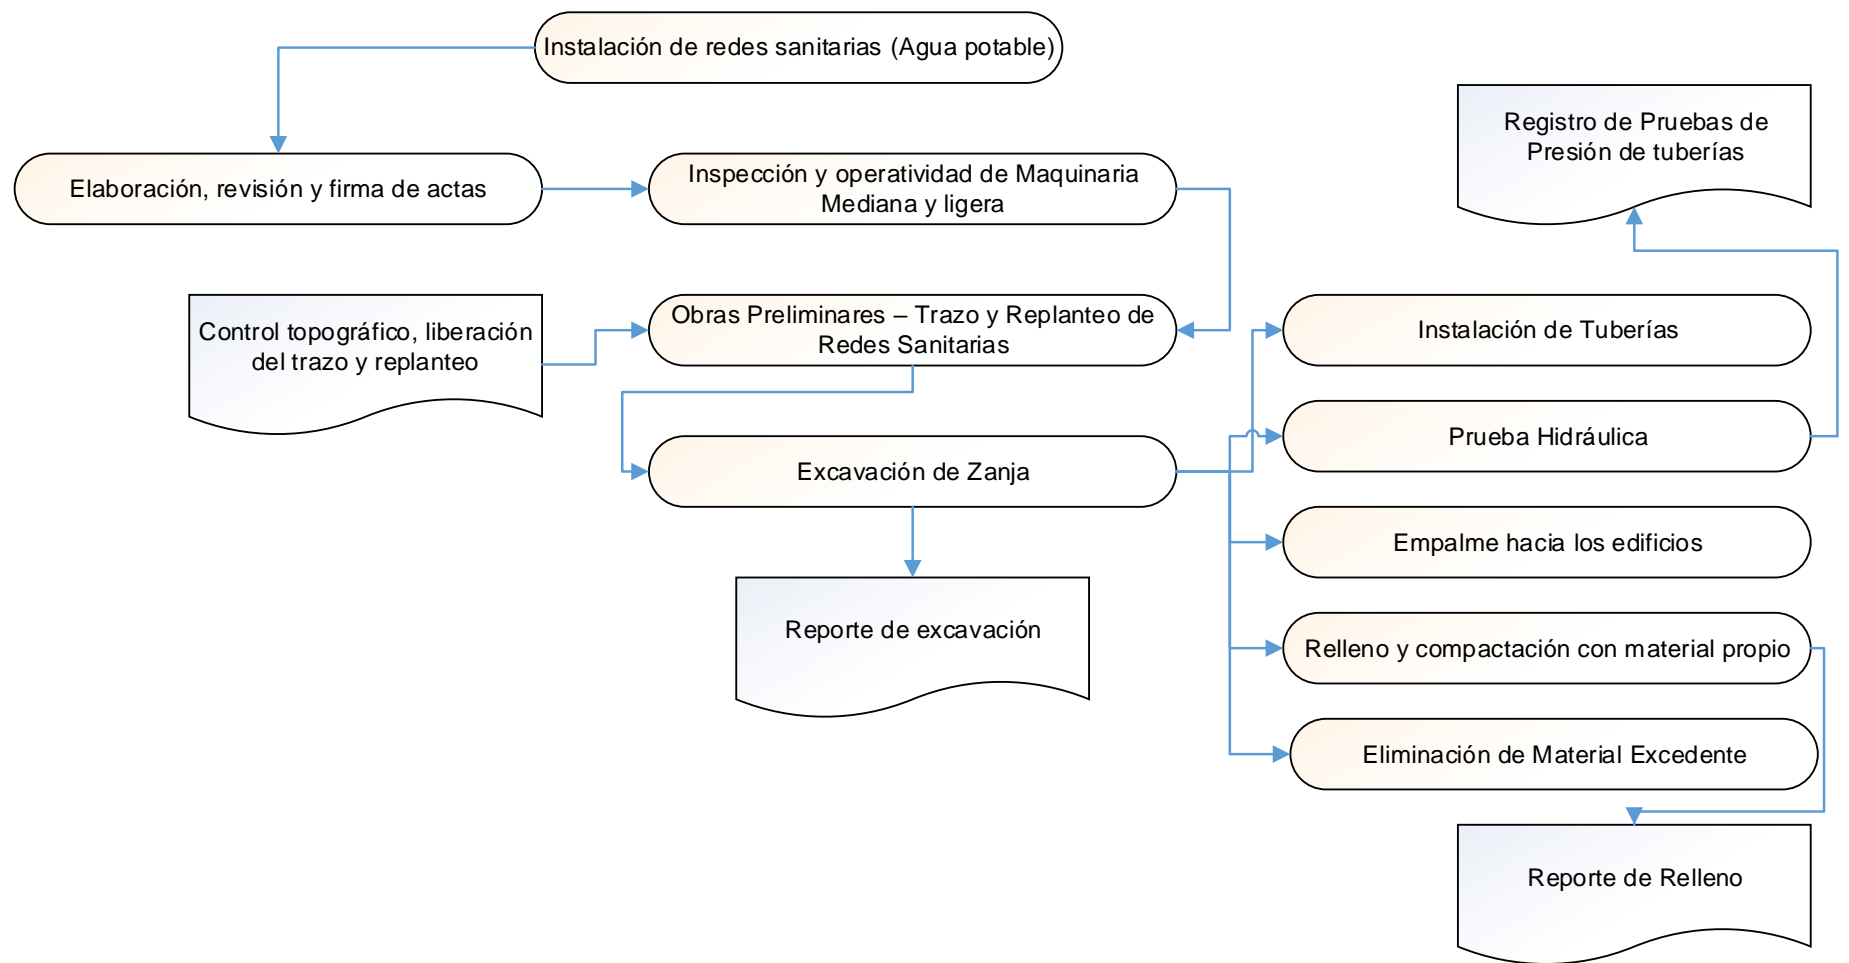 Instalación de redes sanitarias (Agua potable)
Registro de Pruebas de
Presión de tuberías
Elaboración, revisión y firma de actas
Inspección y operatividad de Maquinaria
Mediana y ligera
Control topográfico, liberación
del trazo y replanteo
Obras Preliminares – Trazo y Replanteo de
Redes Sanitarias
Instalación de Tuberías
Prueba Hidráulica
Excavación de Zanja
Empalme hacia los edificios
Reporte de excavación
Relleno y compactación con material propio
Eliminación de Material Excedente
Reporte de Relleno